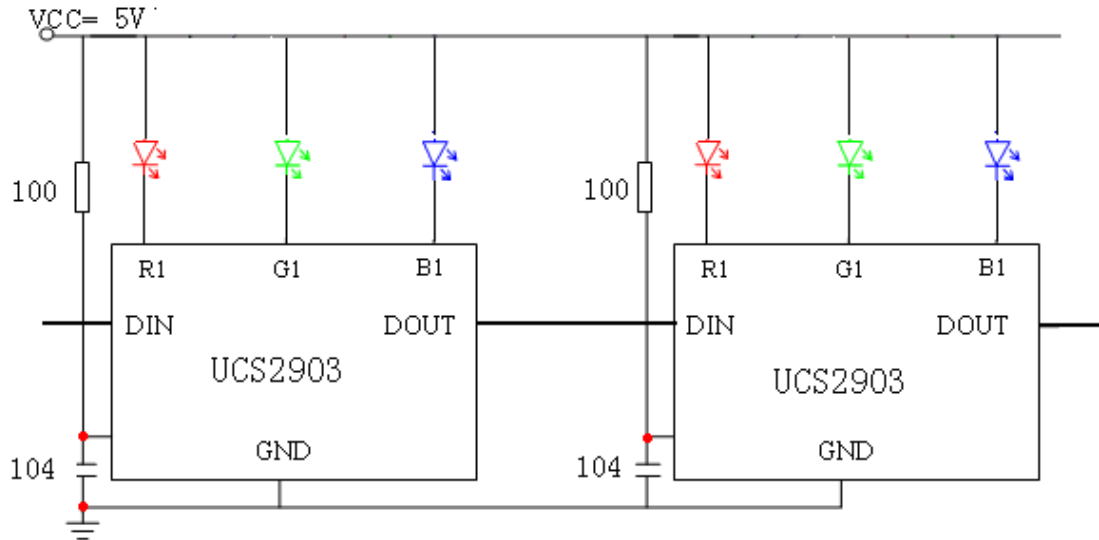 VCC= 5V
100
100
R1 G1 B1
R1 G1 B1
DIN DOUT
DIN DOUT
UCS2903
UCS2903
GND
GND
104
104